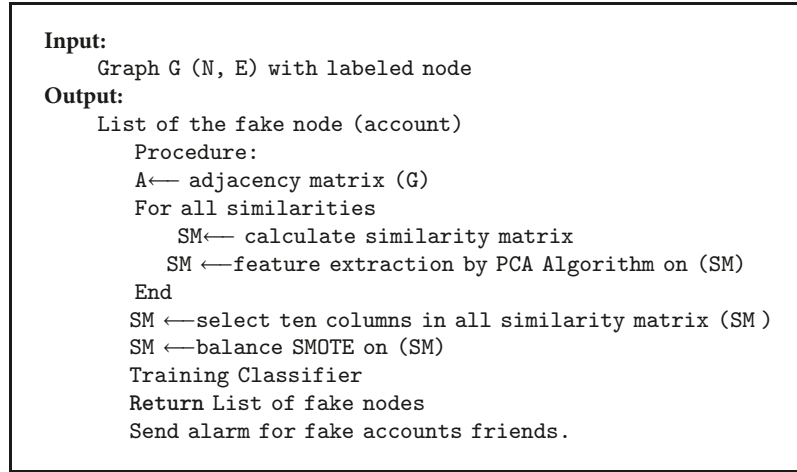 Input:
Graph G (N, E) with labeled node
Output:
List of the fake node (account)
Procedure:
A⟵ adjacency matrix (G)
For all similarities
SM⟵ calculate similarity matrix
SM ⟵feature extraction by PCA Algorithm on (SM)
End
SM ⟵select ten columns in all similarity matrix (SM )
SM ⟵balance SMOTE on (SM)
Training Classifier
Return List of fake nodes
Send alarm for fake accounts friends.